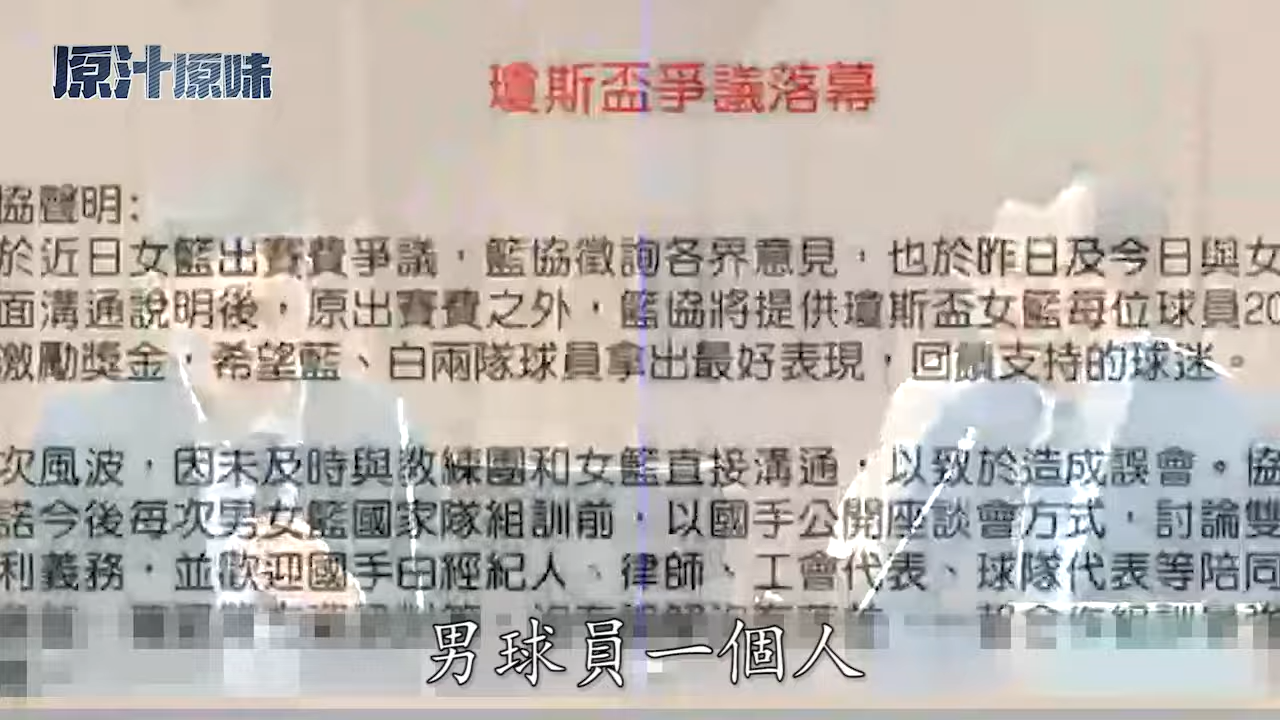 原汁原味
瓊斯盃爭議落幕
協聲明:
於近日女籃出賽費爭議，籃協徵詢各界意見，也於昨日及今日與女
面溝通說明後，原出賽費之外，籃協將提供瓊斯盃女籃每位球員20
激勵獎金，希望藍、白兩隊球員拿出最好表現，回饋支持的球迷。
次風波，因未及時與教練團和女籃直接溝通，以致於造成誤會。協
諾今後每次男女籃國家隊組訓前，以國手公開座談會方式，討論雙
利義務，並歡迎國手由經紀人、律師、工會代表、球隊代表等陪同
男球員一個人